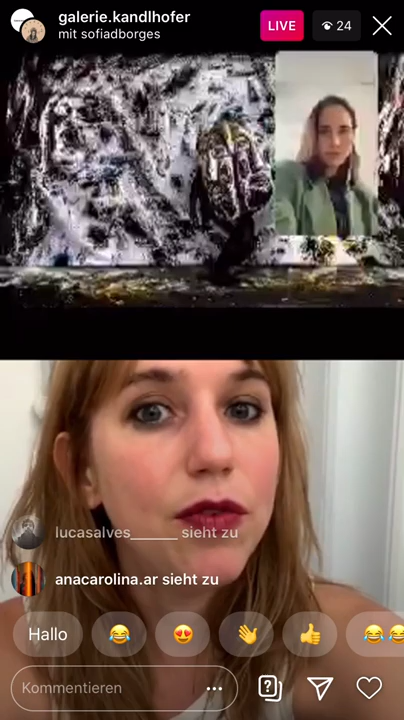 galerie.kandlhofer
mit sofiadborges
LIVE
24
lucasalves______ sieht zu
anacarolina.ar sieht zu
Hallo
Kommentieren